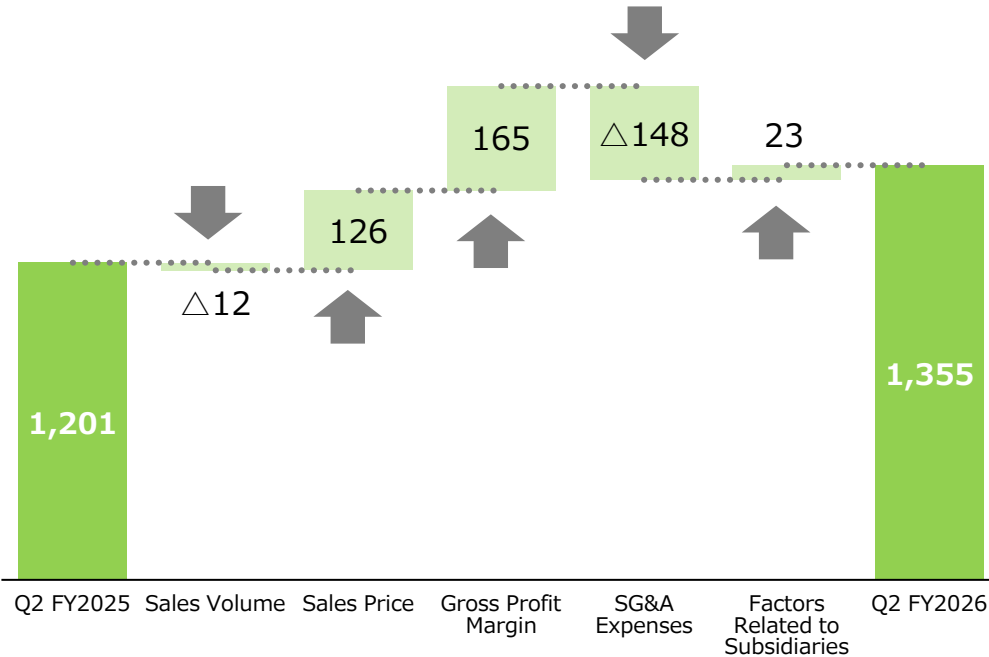 165
△148
23
126
△12
1,201
1,355
Q2 FY2025
Sales Volume
Sales Price
Gross Profit
Margin
SG&A
Expenses
Factors
Related to
Subsidiaries
Q2 FY2026